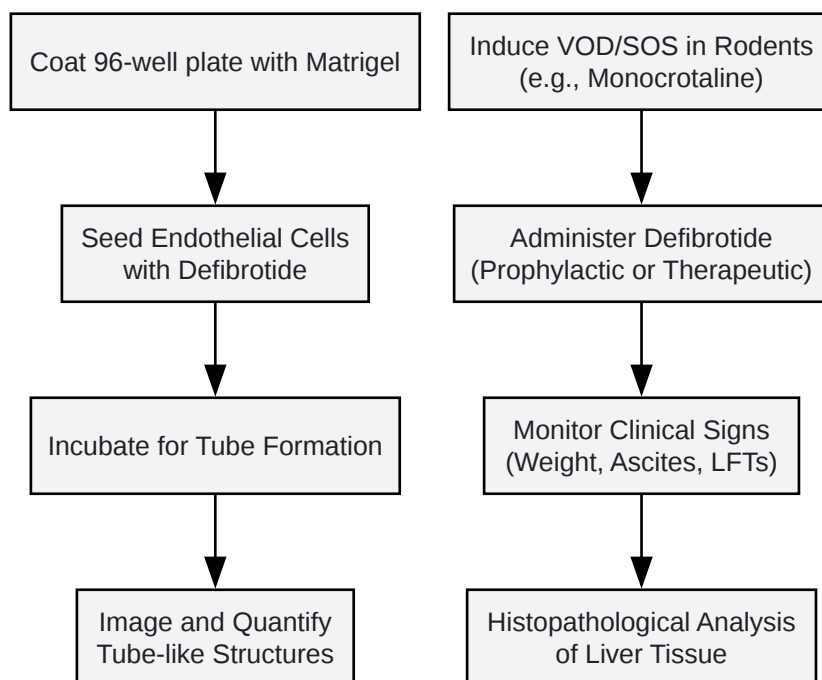 Coat 96-well plate with Matrigel
Seed Endothelial Cells
with Defibrotide
Incubate for Tube Formation
Image and Quantify
Tube-like Structures
Induce VOD/SOS in Rodents
(e.g., Monocrotaline)
Administer Defibrotide
(Prophylactic or Therapeutic)
Monitor Clinical Signs
(Weight, Ascites, LFTs)
Histopathological Analysis
of Liver Tissue